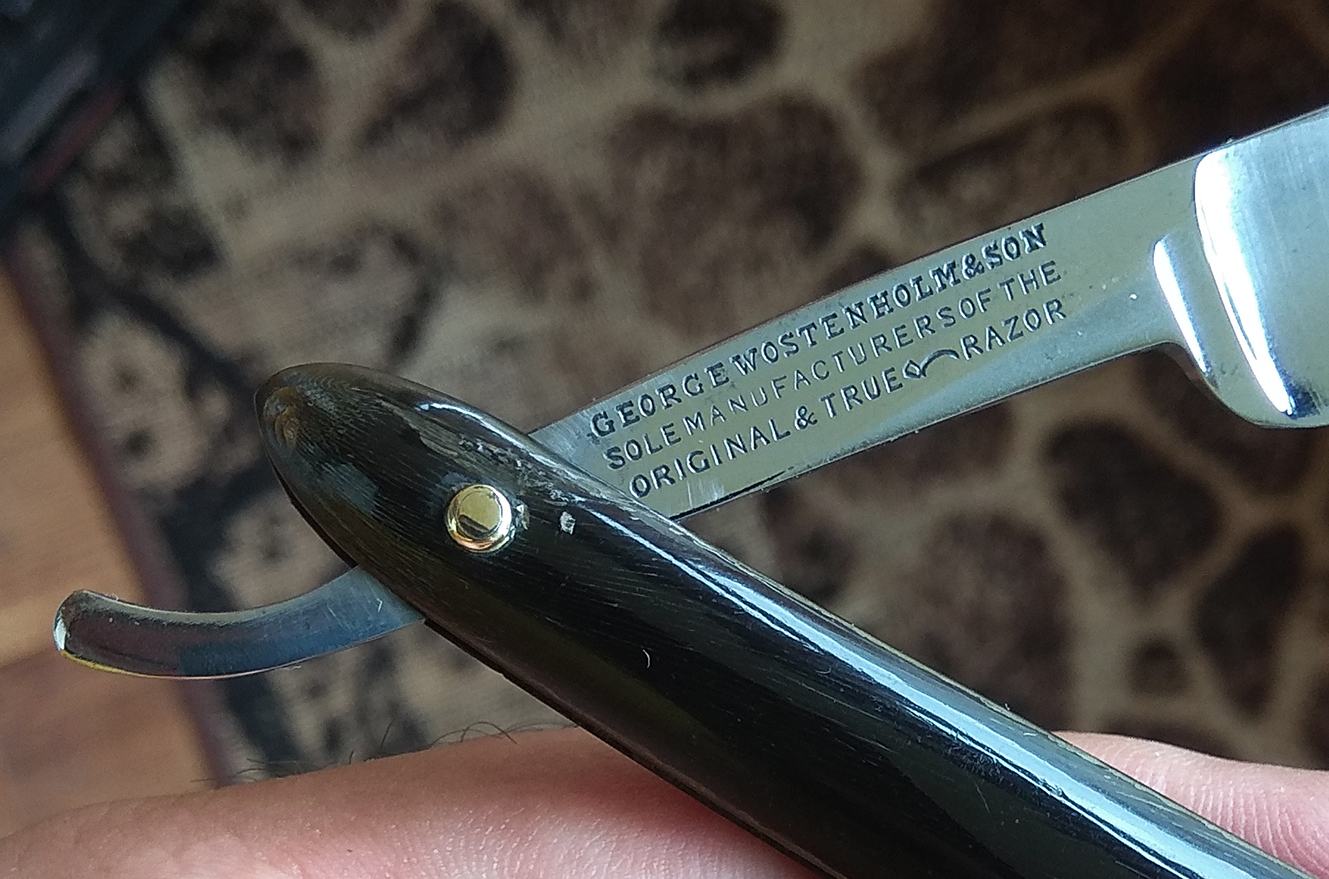 GEORGE WOSTENHOLM & SON
SOLE MANUFACTURERS OF THE
ORIGINAL & TRUE RAZOR